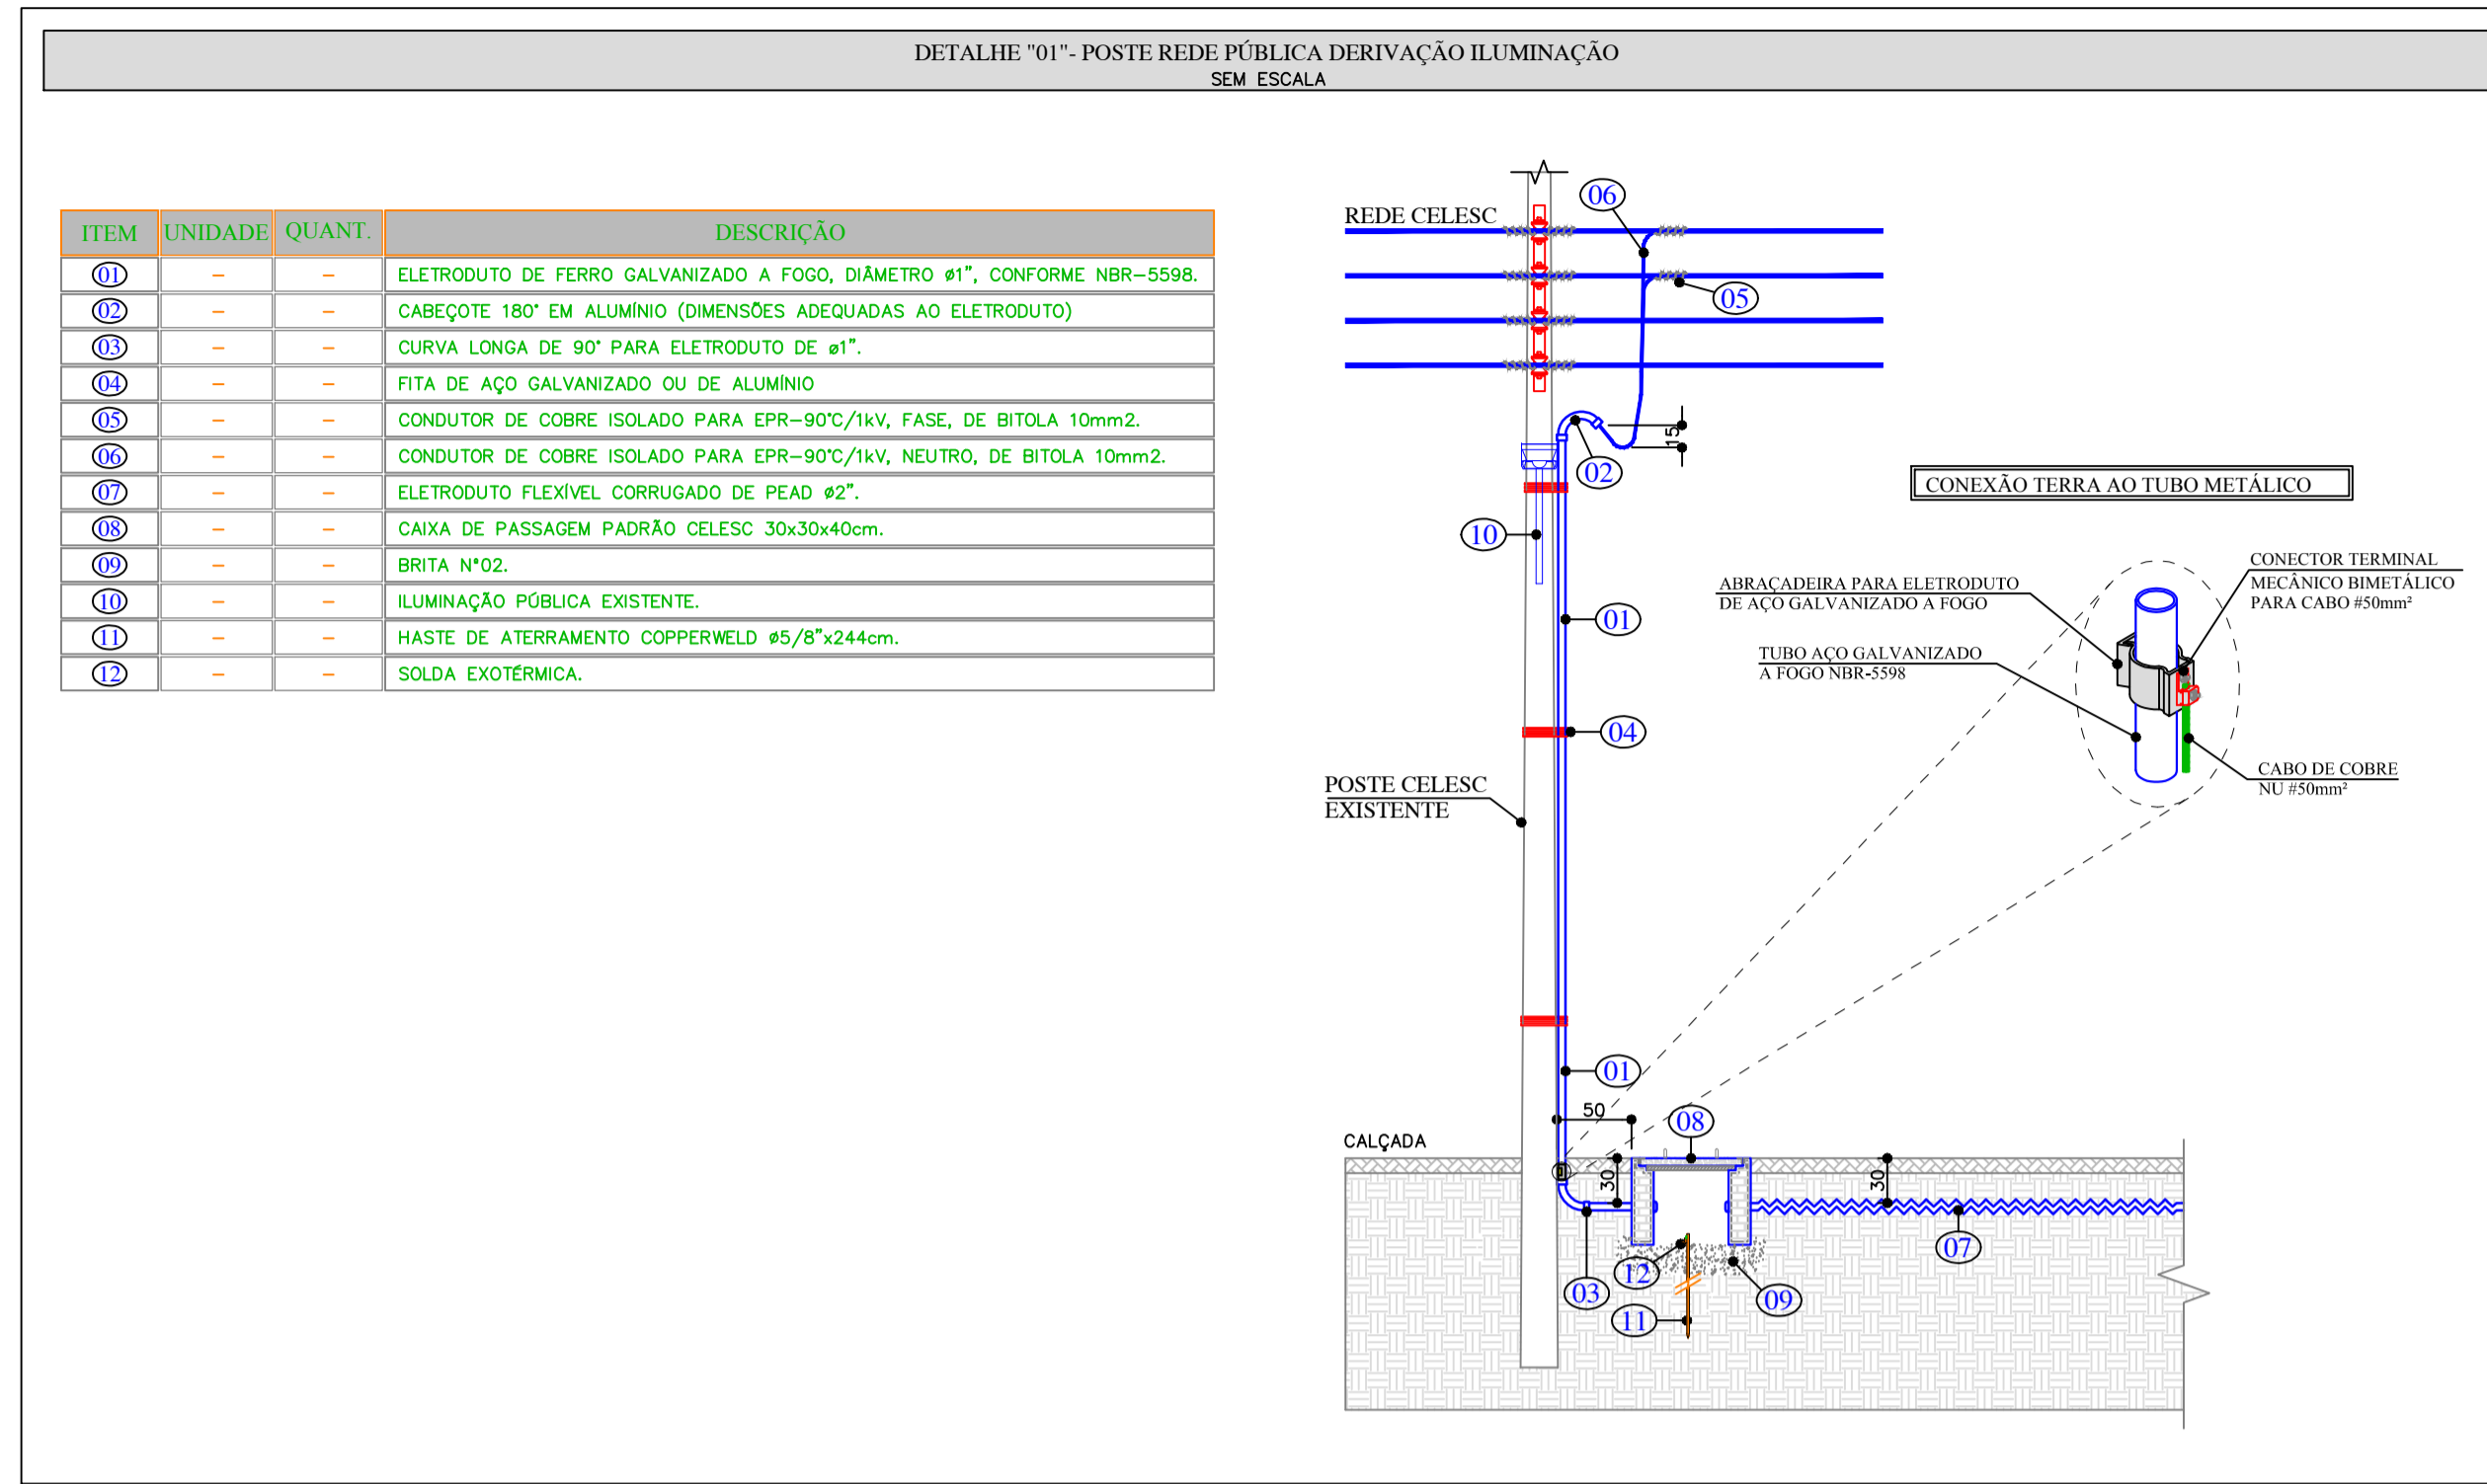 DETALHE "01"- POSTE REDE PÚBLICA DERIVAÇÃO ILUMINAÇÃO
SEM ESCALA
ITEM UNIDADE QUANT. DESCRIÇÃO
01 - - ELETRODUTO DE FERRO GALVANIZADO A FOGO, DIÂMETRO ø1", CONFORME NBR-5598.
02 - - CABEÇOTE 180° EM ALUMÍNIO (DIMENSÕES ADEQUADAS AO ELETRODUTO)
03 - - CURVA LONGA DE 90° PARA ELETRODUTO DE ø1".
04 - - FITA DE AÇO GALVANIZADO OU DE ALUMÍNIO
05 - - CONDUTOR DE COBRE ISOLADO PARA EPR-90°C/1kV, FASE, DE BITOLA 10mm2.
06 - - CONDUTOR DE COBRE ISOLADO PARA EPR-90°C/1kV, NEUTRO, DE BITOLA 10mm2.
07 - - ELETRODUTO FLEXÍVEL CORRUGADO DE PEAD ø2".
08 - - CAIXA DE PASSAGEM PADRÃO CELESC 30x30x40cm.
09 - - BRITA N°02.
10 - - ILUMINAÇÃO PÚBLICA EXISTENTE.
11 - - HASTE DE ATERRAMENTO COPPERWELD ø5/8"x244cm.
12 - - SOLDA EXOTÉRMICA.
06
REDE CELESC
05
15
02
10
01
04
POSTE CELESC
EXISTENTE
01
50
08
CALÇADA
30
30
07
12
03
09
11
CONEXÃO TERRA AO TUBO METÁLICO
CONECTOR TERMINAL
MECÂNICO BIMETÁLICO
PARA CABO #50mm²
ABRAÇADEIRA PARA ELETRODUTO
DE AÇO GALVANIZADO A FOGO
TUBO AÇO GALVANIZADO
A FOGO NBR-5598
CABO DE COBRE
NU #50mm²